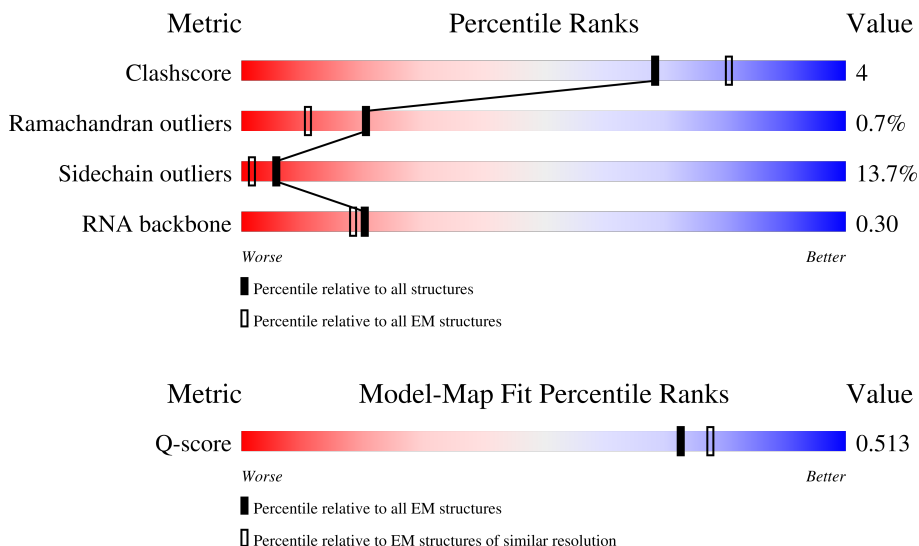 Metric Percentile Ranks Value
Clashscore 4
Ramachandran outliers 0.7%
Sidechain outliers 13.7%
RNA backbone 0.30
Worse Better
Percentile relative to all structures
Percentile relative to all EM structures
Metric Model-Map Fit Percentile Ranks Value
Q-score 0.513
Worse Better
Percentile relative to all EM structures
Percentile relative to EM structures of similar resolution